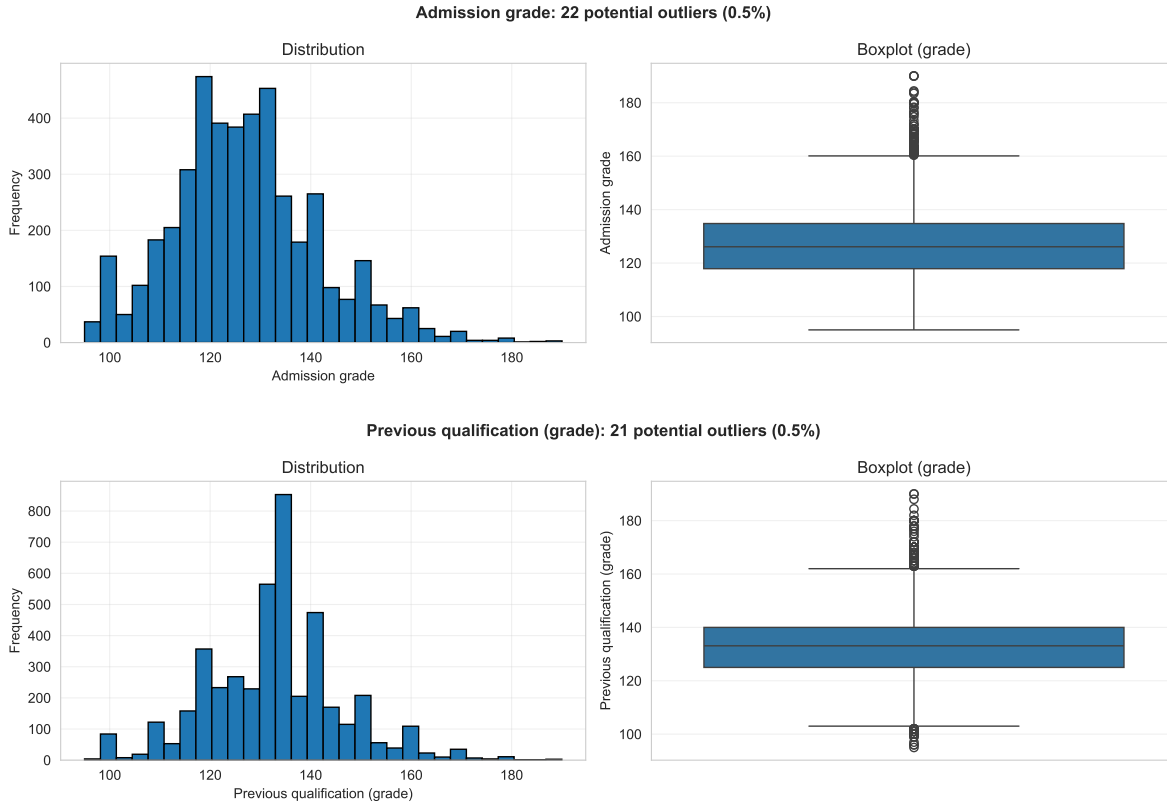 Admission grade: 22 potential outliers (0.5%)
Distribution
Boxplot (grade)
Frequency
400
300
200
100
0
100
120
140
160
180
Admission grade
Admission grade
180
160
140
120
100
Previous qualification (grade): 21 potential outliers (0.5%)
Distribution
Boxplot (grade)
Frequency
800
700
600
500
400
300
200
100
0
100
120
140
160
180
Previous qualification (grade)
Previous qualification (grade)
180
160
140
120
100